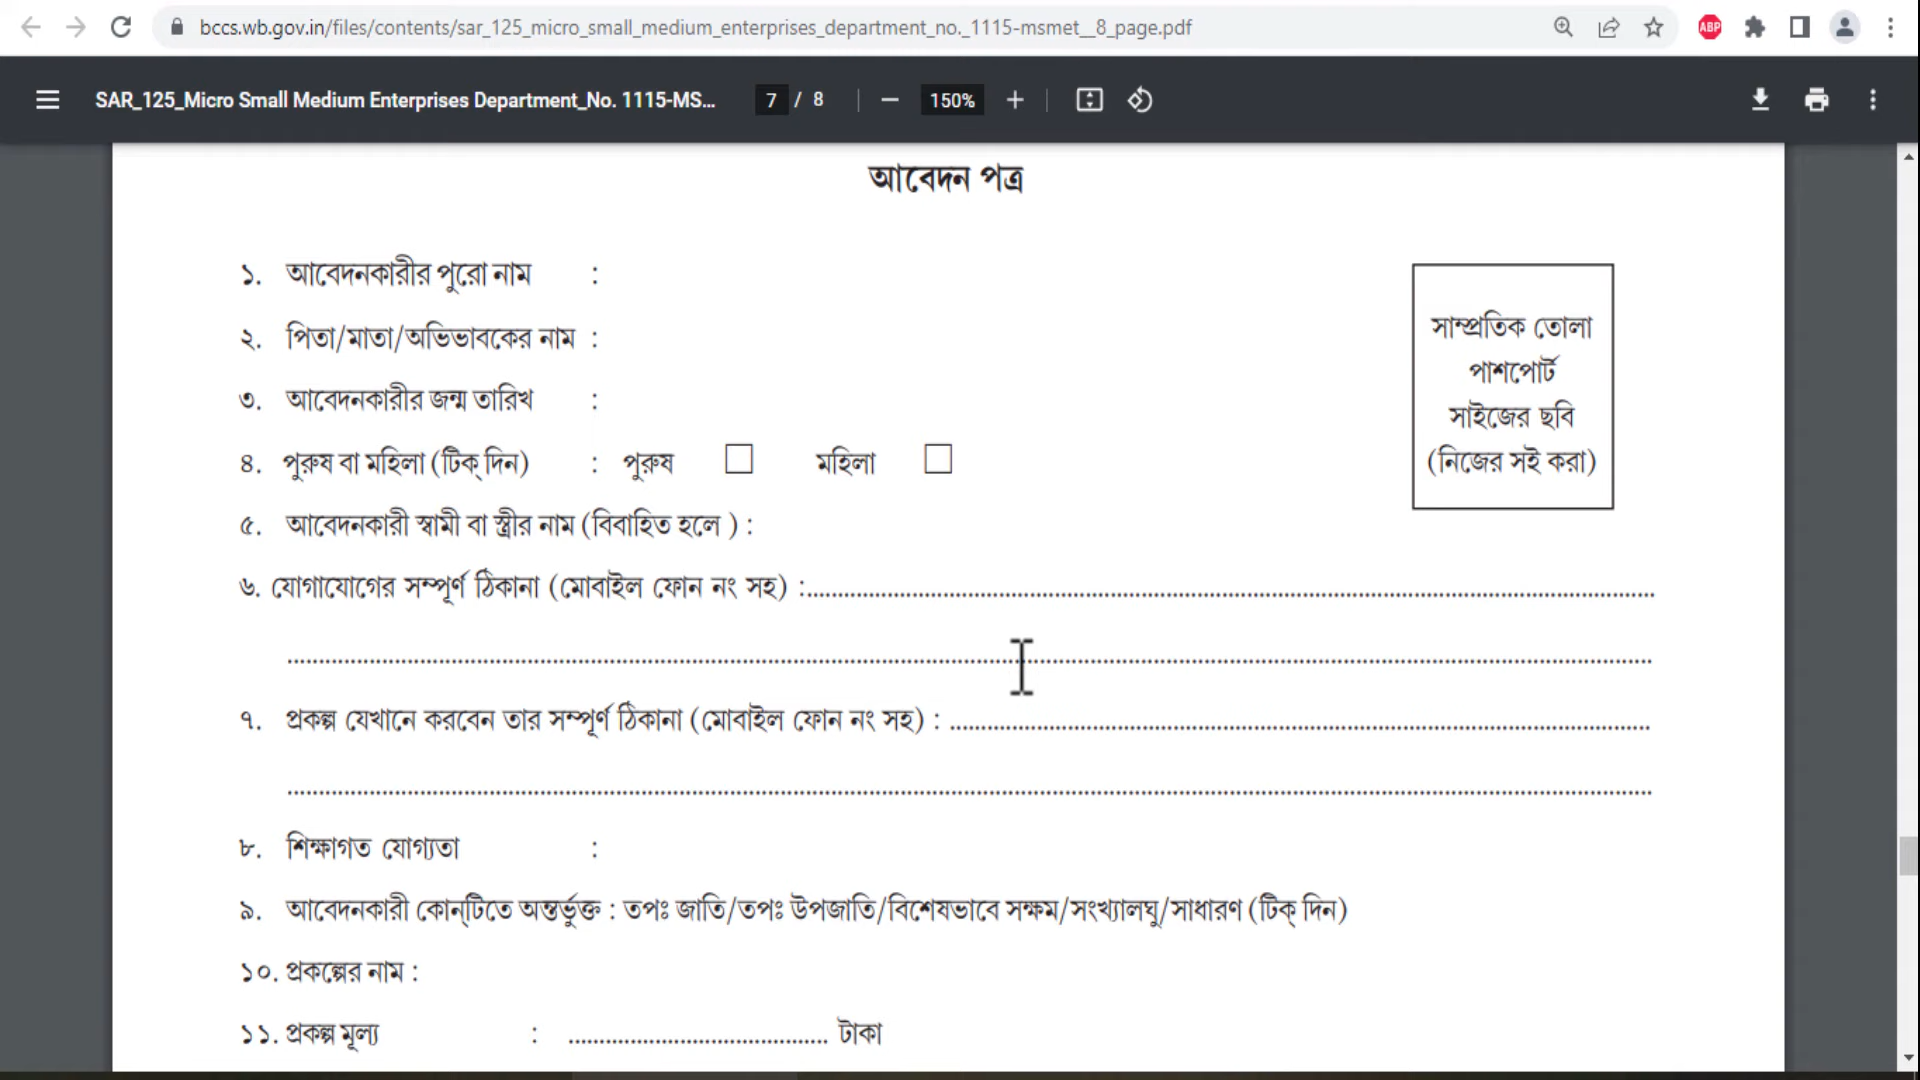 bccs.wb.gov.in/files/contents/sar_125_micro_small_medium_enterprises_department_no._1115-msmet__8_page.pdf
ABP
SAR_125_Micro Small Medium Enterprises Department_No. 1115-MS...
7 / 8
150%
আবেদন পত্র
১. আবেদনকারীর পুরো নাম :
২. পিতা/মাতা/অভিভাবকের নাম :
৩. আবেদনকারীর জন্ম তারিখ :
৪. পুরুষ বা মহিলা (টিক্ দিন) : পুরুষ মহিলা
সাম্প্রতিক তোলা
পাশপোর্ট
সাইজের ছবি
(নিজের সই করা)
৫. আবেদনকারী স্বামী বা স্ত্রীর নাম (বিবাহিত হলে ) :
৬. যোগাযোগের সম্পূর্ণ ঠিকানা (মোবাইল ফোন নং সহ) :
৭. প্রকল্প যেখানে করবেন তার সম্পূর্ণ ঠিকানা (মোবাইল ফোন নং সহ) :
৮. শিক্ষাগত যোগ্যতা :
৯. আবেদনকারী কোন্‌টিতে অন্তর্ভুক্ত : তপঃ জাতি/তপঃ উপজাতি/বিশেষভাবে সক্ষম/সংখ্যালঘু/সাধারণ (টিক্ দিন)
১০. প্রকল্পের নাম :
১১. প্রকল্প মূল্য : .......................................... টাকা